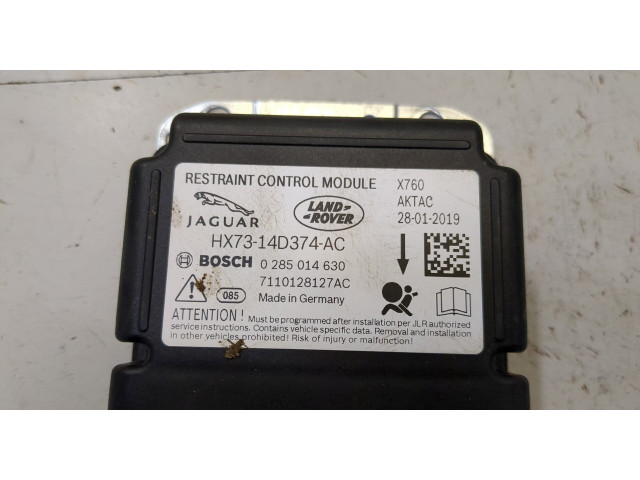 RESTRAINT CONTROL MODULE X760
AKTAC
JAGUAR
LAND-
-ROVER
28-01-2019
HX73-14D374-AC
BOSCH 0 285 014 630
7110128127AC
085
Made in Germany
ATTENTION! Must be programmed after installation per JLR authorized
service instructions. Contains vehicle specific data. Removal and installation
in other vehicles prohibited! Risk of injury or malfunction!